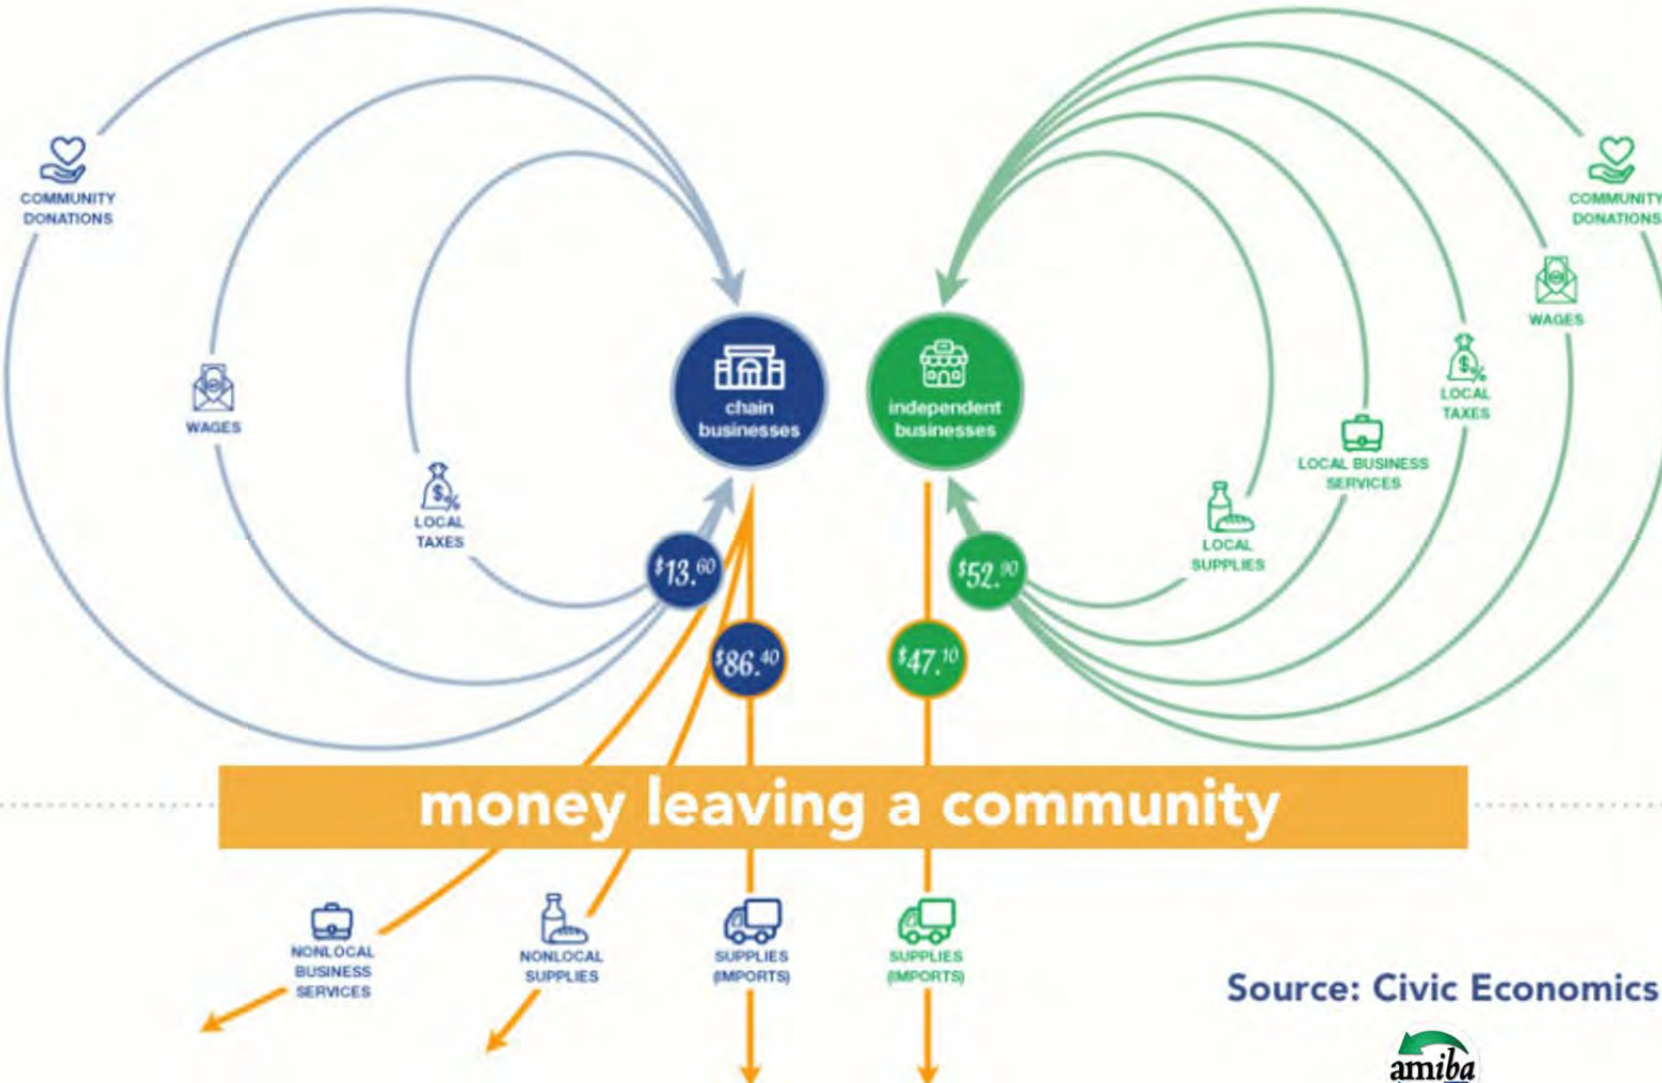 COMMUNITY
DONATIONS
WAGES
$%
LOCAL
TAXES
chain
businesses
independent
businesses
COMMUNITY
DONATIONS
WAGES
$%
LOCAL
TAXES
LOCAL BUSINESS
SERVICES
LOCAL
SUPPLIES
$13.60
$52.90
$86.40
$47.10
money leaving a community
NONLOCAL
BUSINESS
SERVICES
NONLOCAL
SUPPLIES
SUPPLIES
(IMPORTS)
SUPPLIES
(IMPORTS)
Source: Civic Economics
amiba